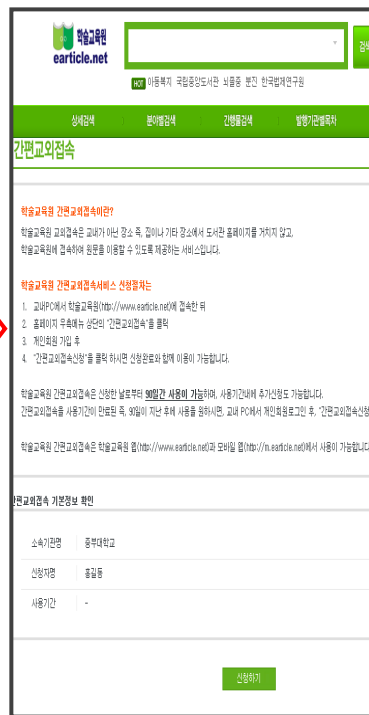 학술교육원
earticle.net
검색
HOT 아동복지 국립중앙도서관 뇌졸중 분진 한국법제연구원
상세검색 분야별검색 간행물검색 발행기관별목차
간편교외접속
학술교육원 간편교외접속이란?
학술교육원 교외접속은 교내가 아닌 장소 즉, 집이나 기타 장소에서 도서관 홈페이지를 거치지 않고,
학술교육원에 접속하여 원문을 이용할 수 있도록 제공하는 서비스입니다.
학술교육원 간편교외접속서비스 신청절차는
1. 교내PC에서 학술교육원(http://www.earticle.net)에 접속한 뒤
2. 홈페이지 우측메뉴 상단의 "간편교외접속"를 클릭
3. 개인회원 가입 후
4. "간편교외접속신청"를 클릭 하시면 신청완료와 함께 이용이 가능합니다.
학술교육원 간편교외접속은 신청한 날로부터 90일간 사용이 가능하며, 사용기간내에 추가신청도 가능합니다.
간편교외접속를 사용기간이 만료된 즉, 90일이 지난 후에 사용을 원하시면, 교내 PC에서 개인회원로그인 후, "간편교외접속신청
학술교육원 간편교외접속은 학술교육원 웹(http://www.earticle.net)과 모바일 웹(http://m.earticle.net)에서 사용이 가능합니다
간편교외접속 기본정보 확인
소속기관명 중부대학교
신청자명 홍길동
사용기간 -
신청하기